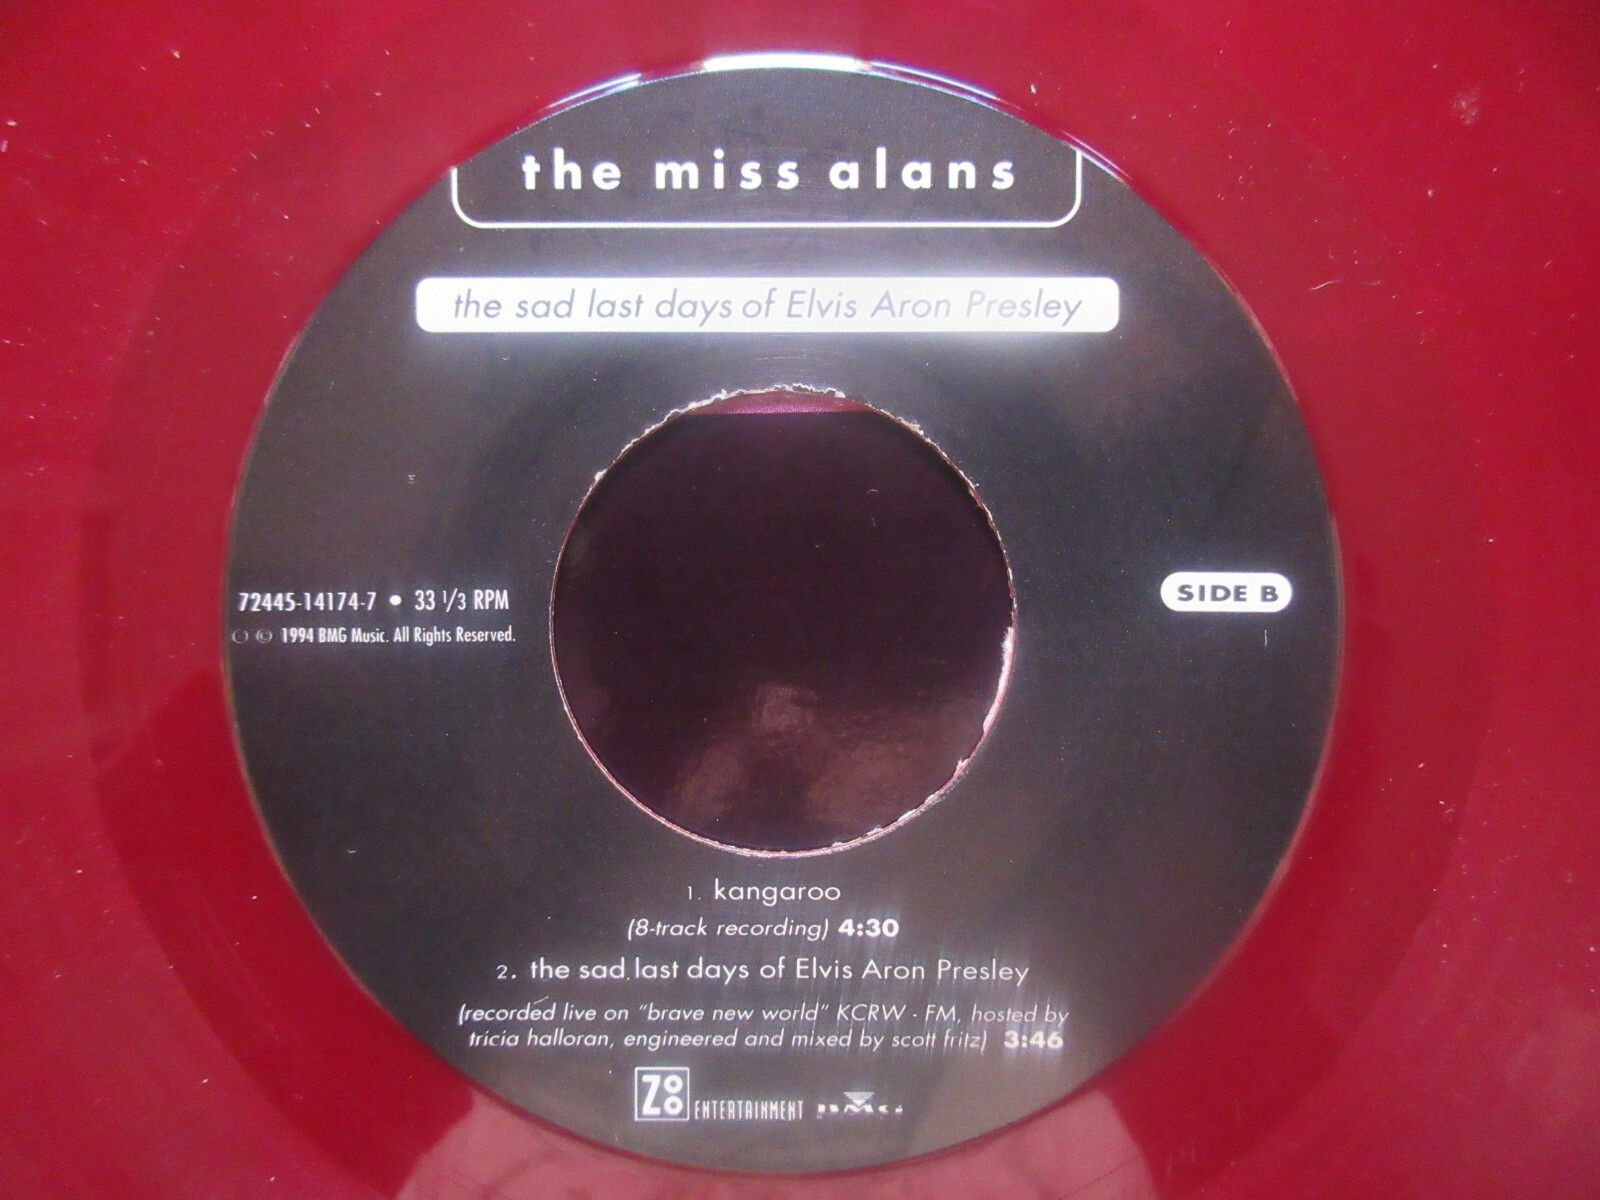 the miss alans
the sad last days of Elvis Aron Presley
72445-14174-7 • 33 1/3 RPM
℗ © 1994 BMG Music. All Rights Reserved.
SIDE B
1. kangaroo
(8-track recording) 4:30
2. the sad last days of Elvis Aron Presley
(recorded live on "brave new world" KCRW - FM, hosted by
tricia halloran, engineered and mixed by scott fritz) 3:46
Zoo ENTERTAINMENT BMG